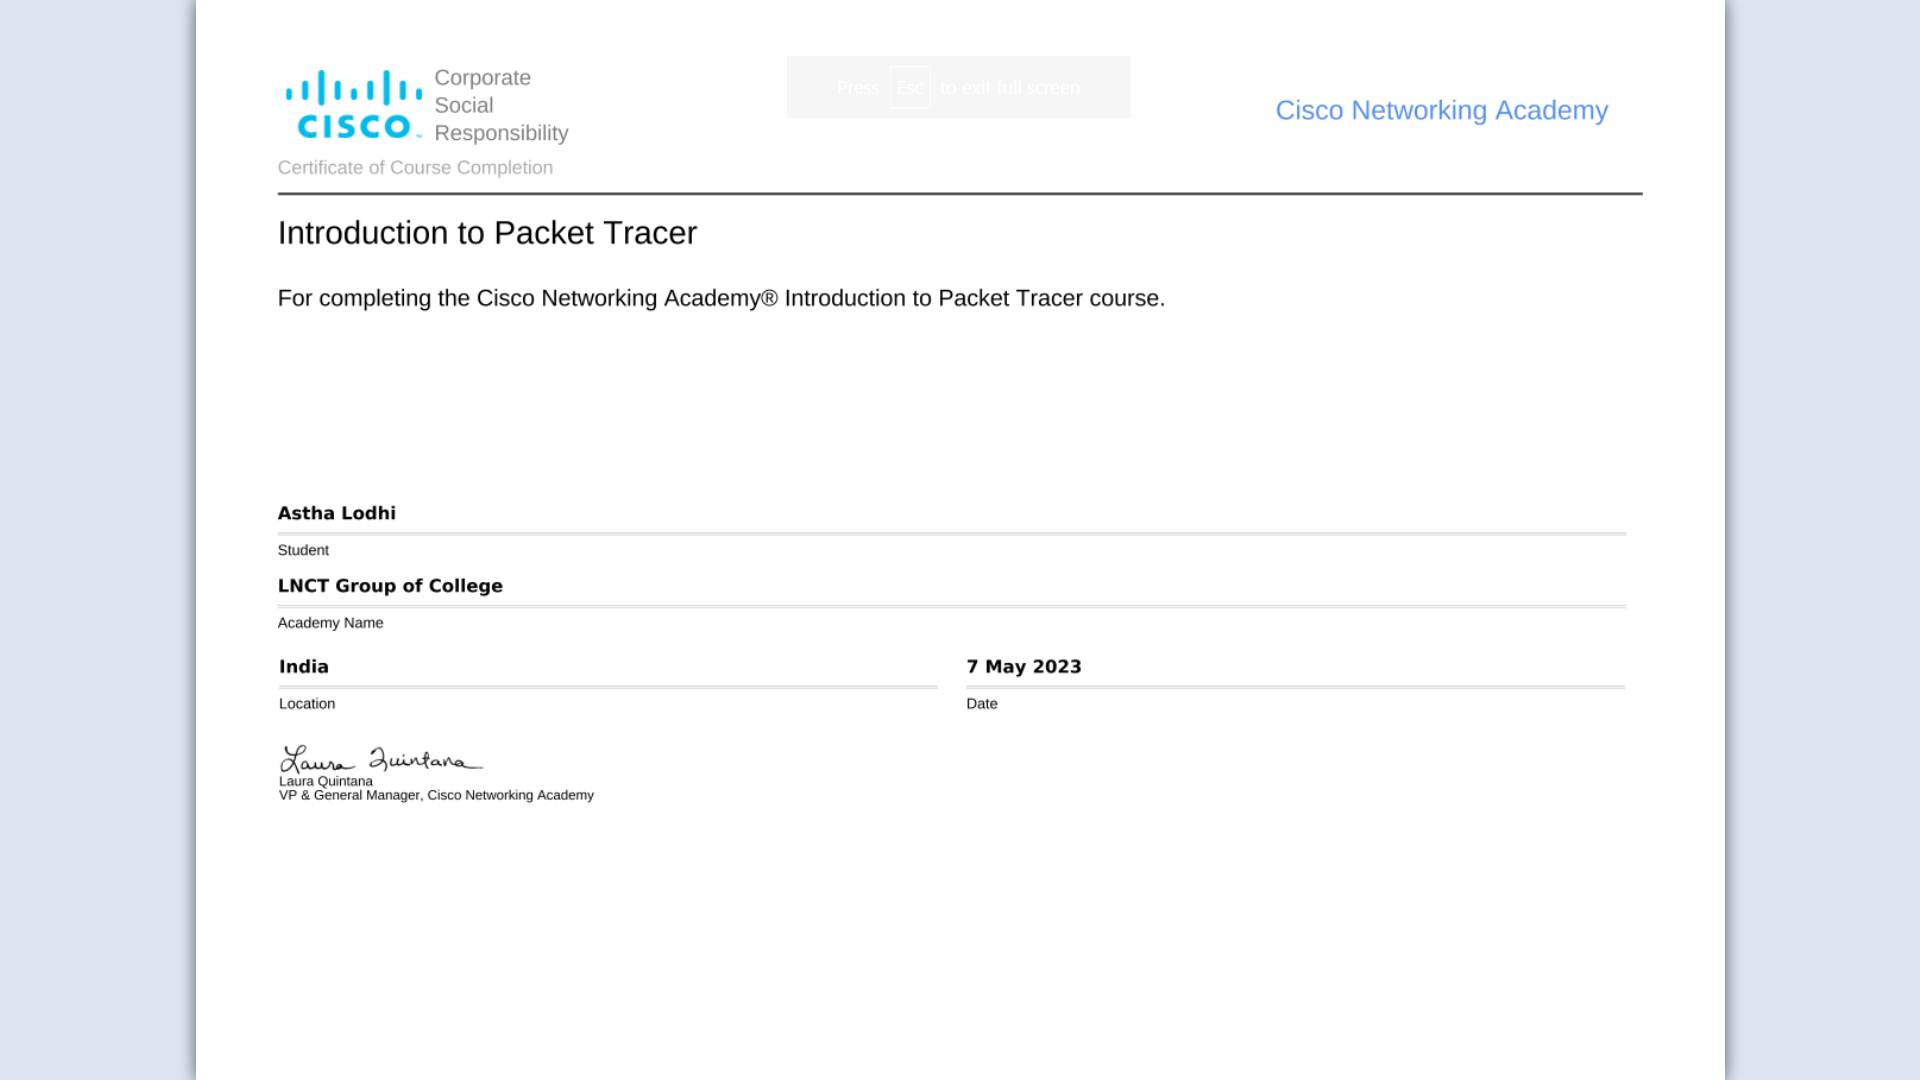 Corporate
Social
Responsibility
CISCO™
Certificate of Course Completion
Press Esc to exit full screen
Cisco Networking Academy
Introduction to Packet Tracer
For completing the Cisco Networking Academy® Introduction to Packet Tracer course.
Astha Lodhi
Student
LNCT Group of College
Academy Name
India
Location
7 May 2023
Date
Laura Quintana
Laura Quintana
VP & General Manager, Cisco Networking Academy